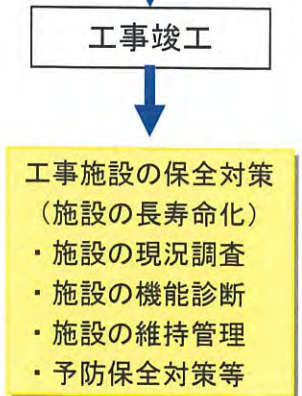 工事竣工
工事施設の保全対策
（施設の長寿命化）
・施設の現況調査
・施設の機能診断
・施設の維持管理
・予防保全対策等